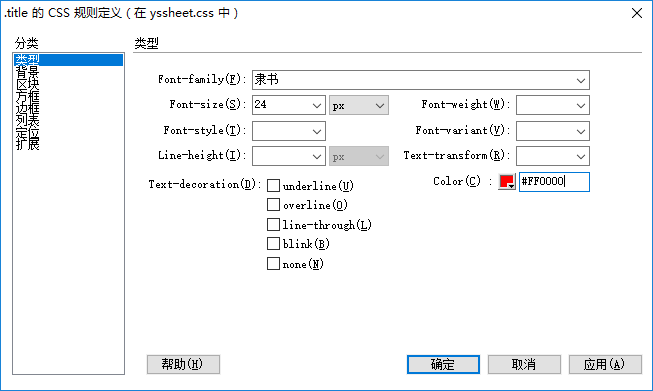 .title 的 CSS 规则定义 ( 在 yssheet.css 中 )
分类
类型
背景
区块
方框
边框
列表
定位
扩展
类型
Font-family(F): 隶书
Font-size(S): 24 px Font-weight(W):
Font-style(T): Font-variant(V):
Line-height(I): px Text-transform(R):
Text-decoration(D): underline(U) Color(C) : #FF0000
overline(O)
line-through(L)
blink(B)
none(N)
帮助(H) 确定 取消 应用(A)